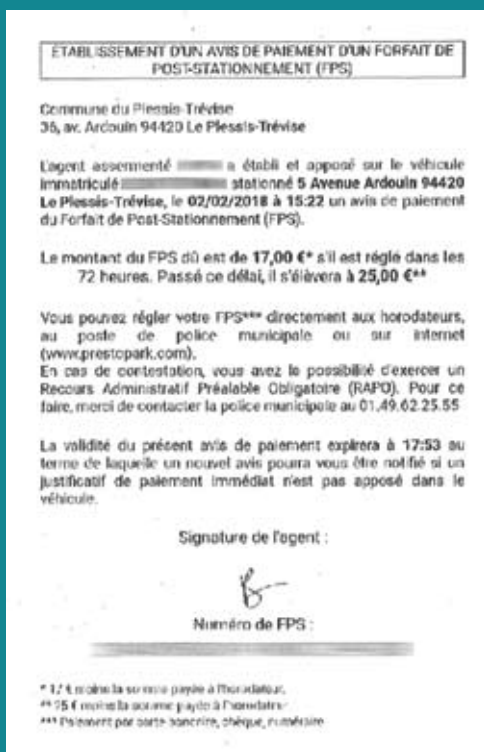 ÉTABLISSEMENT D'UN AVIS DE PAIEMENT D'UN FORFAIT DE
POST-STATIONNEMENT (FPS)
Commune du Plessis-Trévise
36, av. Ardouin 94420 Le Plessis-Trévise
L'agent assermenté a établi et apposé sur le véhicule
immatriculé stationné 5 Avenue Ardouin 94420
Le Plessis-Trévise, le 02/02/2018 à 15:22 un avis de paiement
du Forfait de Post-Stationnement (FPS).
Le montant du FPS dû est de 17,00 €* s'il est réglé dans les
72 heures. Passé ce délai, il s'élèvera à 25,00 €**
Vous pouvez régler votre FPS*** directement aux horodateurs,
au poste de police municipale ou sur internet
(www.prestopark.com).
En cas de contestation, vous avez la possibilité d'exercer un
Recours Administratif Préalable Obligatoire (RAPO). Pour ce
faire, merci de contacter la police municipale au 01.49.62.25.55
La validité du présent avis de paiement expirera à 17:53 au
terme de laquelle un nouvel avis pourra vous être notifié si un
justificatif de paiement immédiat n'est pas apposé dans le
véhicule.
Signature de l'agent :
Numéro de FPS :
* 17 € moins la somme payée à l'horodateur.
** 25 € moins la somme payée à l'horodateur
*** Paiement par carte bancaire, chèque, numéraire